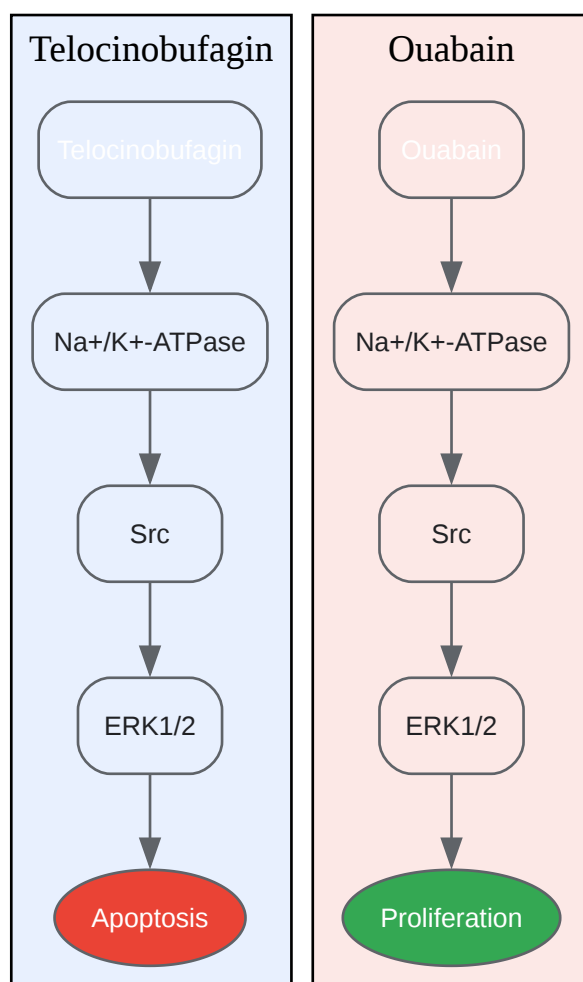 Telocinobufagin
Telocinobufagin
Na+/K+-ATPase
Src
ERK1/2
Apoptosis
Ouabain
Ouabain
Na+/K+-ATPase
Src
ERK1/2
Proliferation